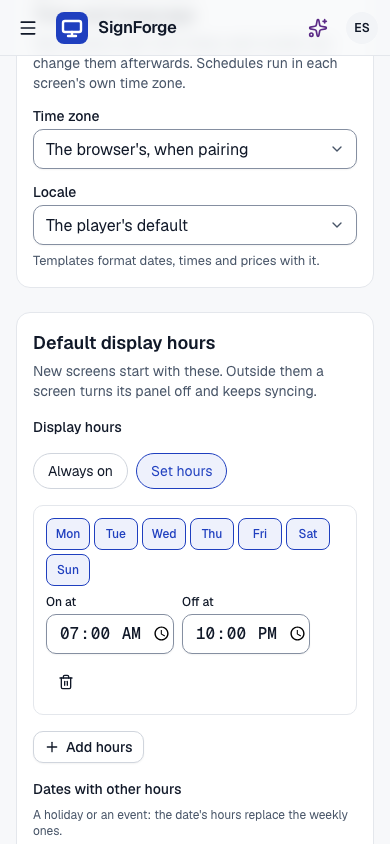 SignForge
ES
change them afterwards. Schedules run in each
screen's own time zone.
Time zone
The browser's, when pairing
Locale
The player's default
Templates format dates, times and prices with it.
Default display hours
New screens start with these. Outside them a
screen turns its panel off and keeps syncing.
Display hours
Always on
Set hours
Mon
Tue
Wed
Thu
Fri
Sat
Sun
On at
Off at
07:00 AM
10:00 PM
Add hours
Dates with other hours
A holiday or an event: the date's hours replace the weekly
ones.